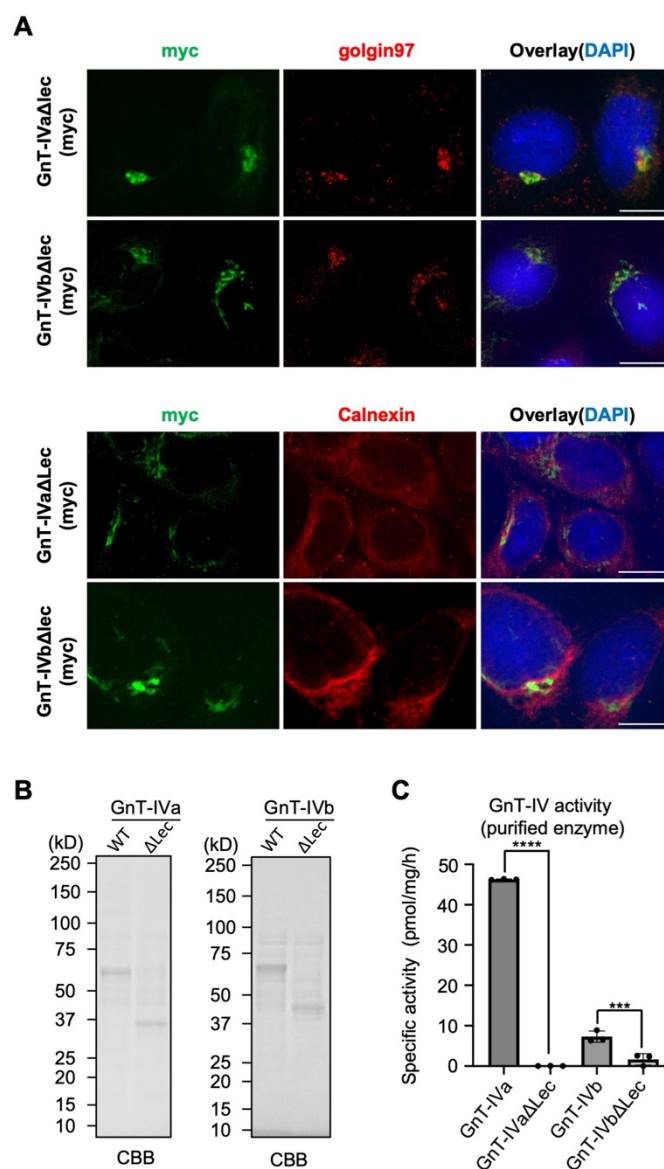 A
myc golgin97 Overlay(DAPI)
GnT-IVaΔlec
(myc)
GnT-IVbΔlec
(myc)
myc Calnexin Overlay(DAPI)
GnT-IVaΔLec
(myc)
GnT-IVbΔlec
(myc)
B
GnT-IVa GnT-IVb
(kD) WT ΔLec (kD) WT ΔLec
250 250
150 150
100 100
75 75
50 50
37 37
25 25
20 20
15 15
10 10
CBB CBB
C
GnT-IV activity
(purified enzyme)
****
***
Specific activity (pmol/mg/h)
50
40
30
20
10
0
GnT-IVa GnT-IVaΔLec GnT-IVb GnT-IVbΔLec